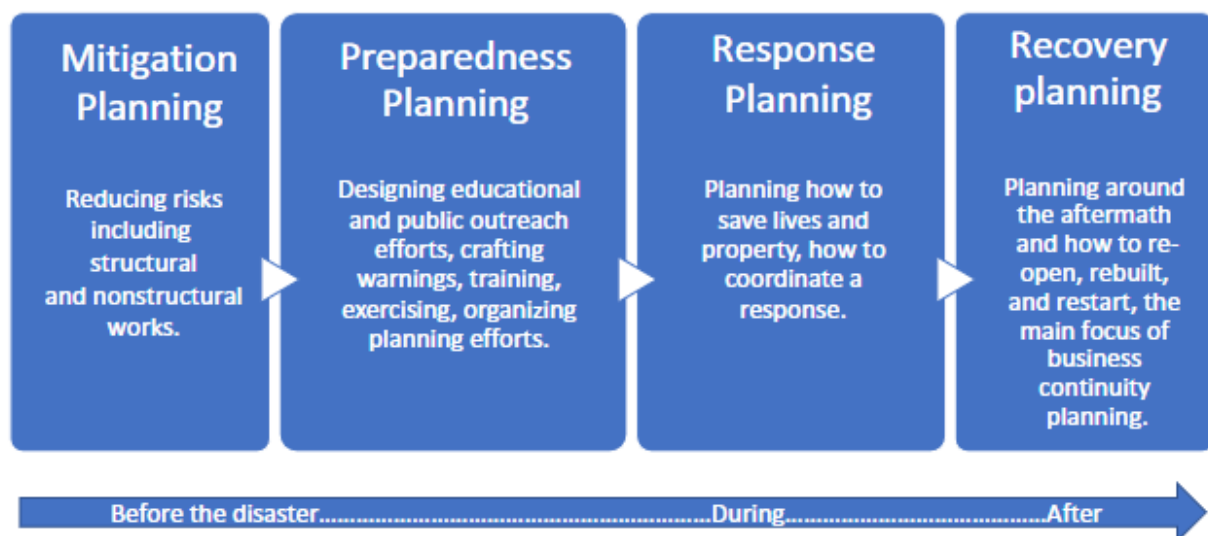 Mitigation
Planning
Reducing risks
including
structural
and nonstructural
works.
Preparedness
Planning
Designing educational
and public outreach
efforts, crafting
warnings, training,
exercising, organizing
planning efforts.
Response
Planning
Planning how to
save lives and
property, how to
coordinate a
response.
Recovery
planning
Planning around
the aftermath
and how to re-
open, rebuilt,
and restart, the
main focus of
business
continuity
planning.
Before the disaster..........................................................During.......................................After